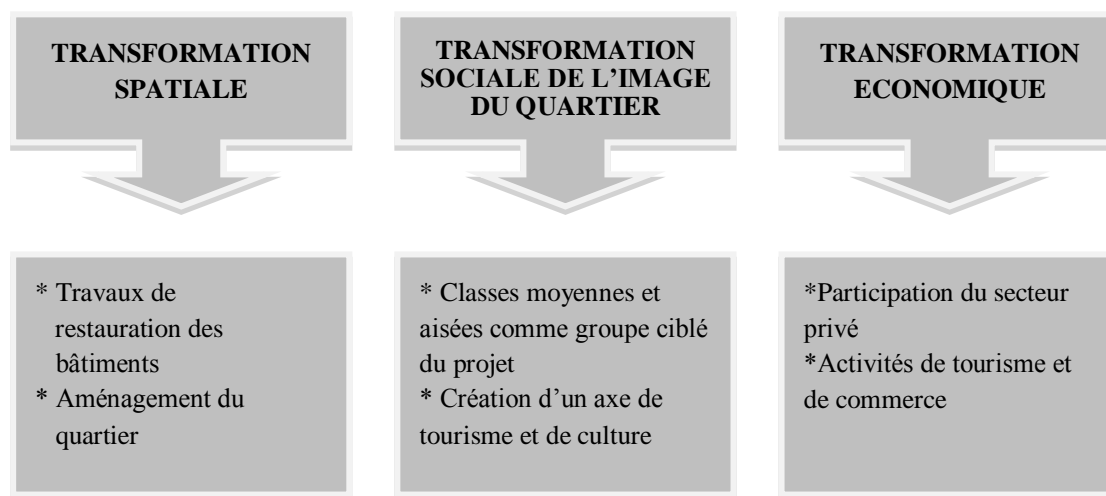 TRANSFORMATION
SPATIALE
TRANSFORMATION
SOCIALE DE L'IMAGE
DU QUARTIER
TRANSFORMATION
ECONOMIQUE
* Travaux de
restauration des
bâtiments
* Aménagement du
quartier
* Classes moyennes et
aisées comme groupe ciblé
du projet
* Création d'un axe de
tourisme et de culture
*Participation du secteur
privé
*Activités de tourisme et
de commerce